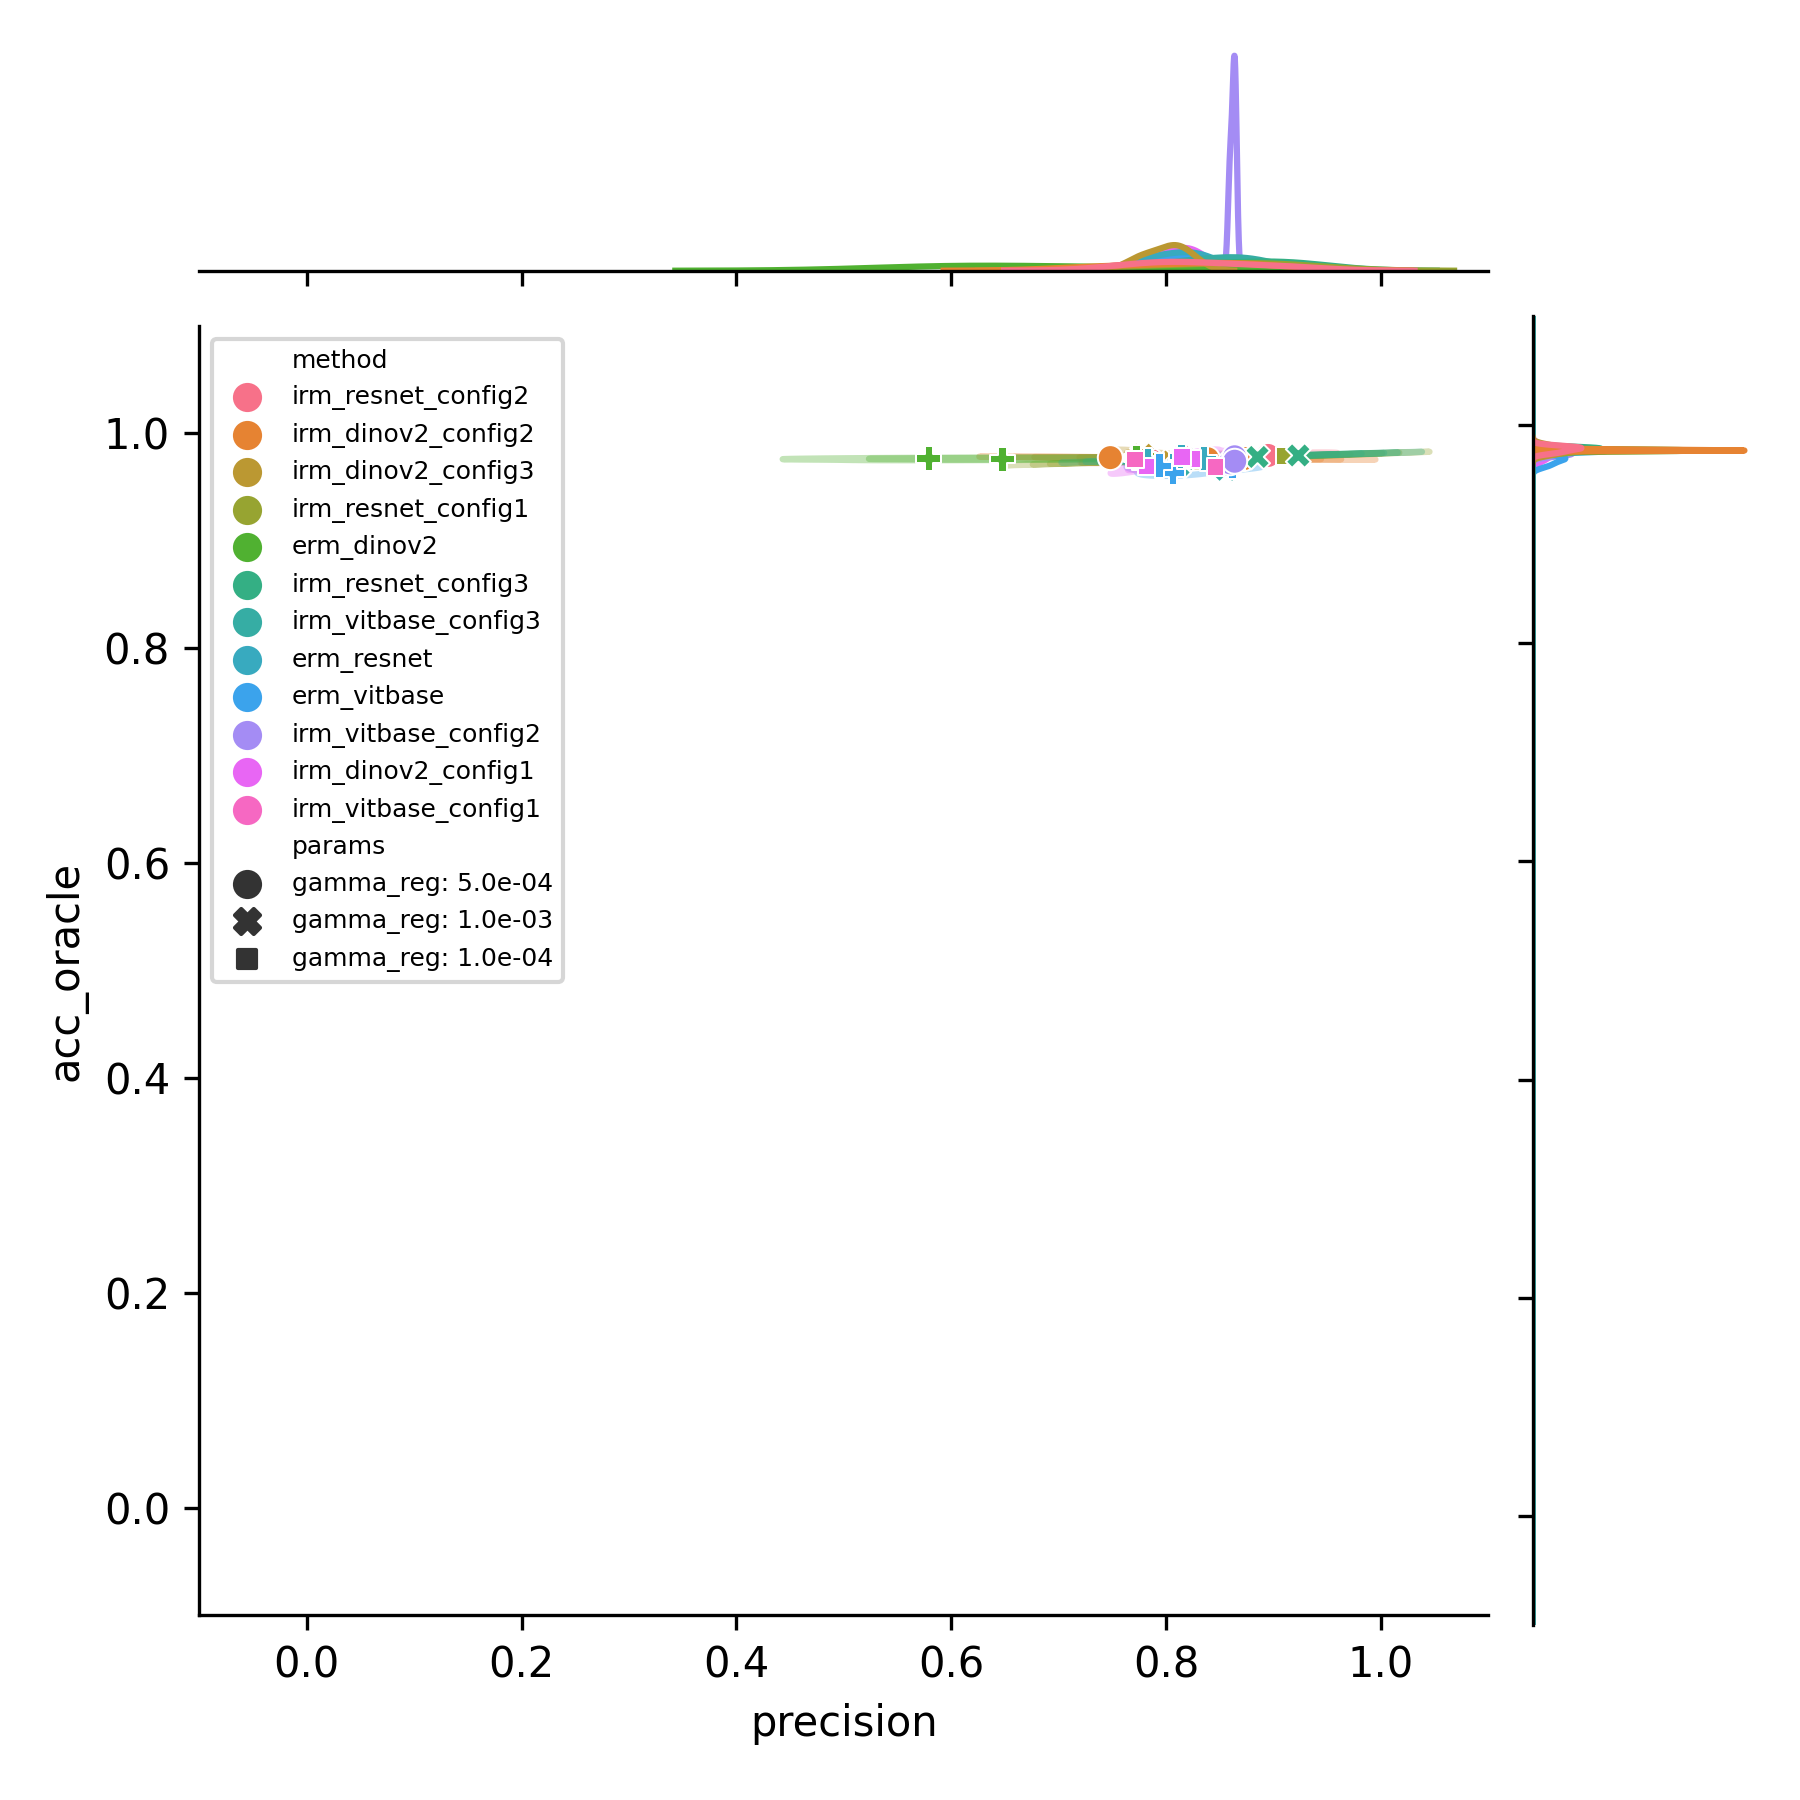 method
irm_resnet_config2
irm_dinov2_config2
irm_dinov2_config3
irm_resnet_config1
erm_dinov2
irm_resnet_config3
irm_vitbase_config3
erm_resnet
erm_vitbase
irm_vitbase_config2
irm_dinov2_config1
irm_vitbase_config1
params
gamma_reg: 5.0e-04
gamma_reg: 1.0e-03
gamma_reg: 1.0e-04
1.0
0.8
0.6
0.4
0.2
0.0
acc_oracle
0.0 0.2 0.4 0.6 0.8 1.0
precision